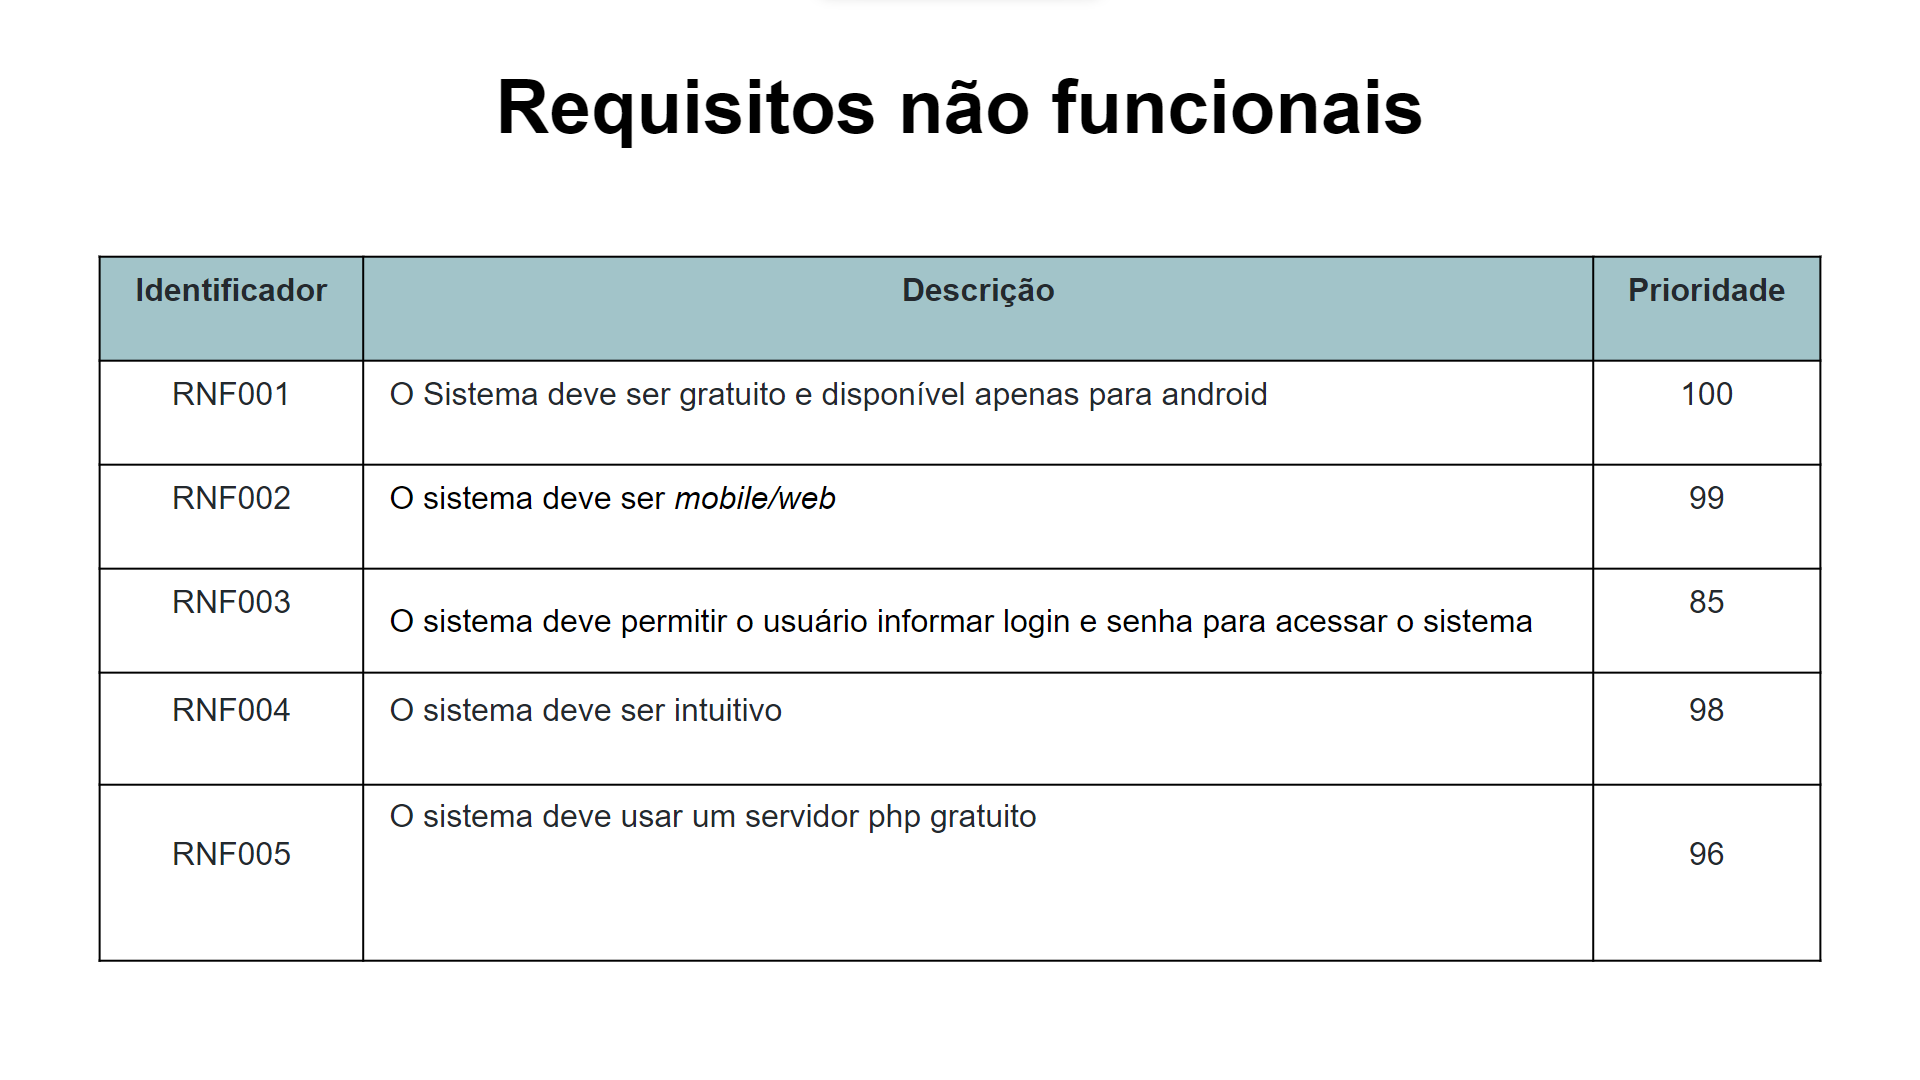 Requisitos não funcionais
Identificador Descrição Prioridade
RNF001 O Sistema deve ser gratuito e disponível apenas para android 100
RNF002 O sistema deve ser mobile/web 99
RNF003 O sistema deve permitir o usuário informar login e senha para acessar o sistema 85
RNF004 O sistema deve ser intuitivo 98
RNF005 O sistema deve usar um servidor php gratuito 96